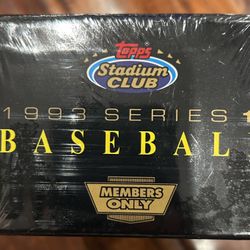 Topps
Stadium
CLUB
1993 SERIES 1
BASEBAL
MEMBERS
ONLY